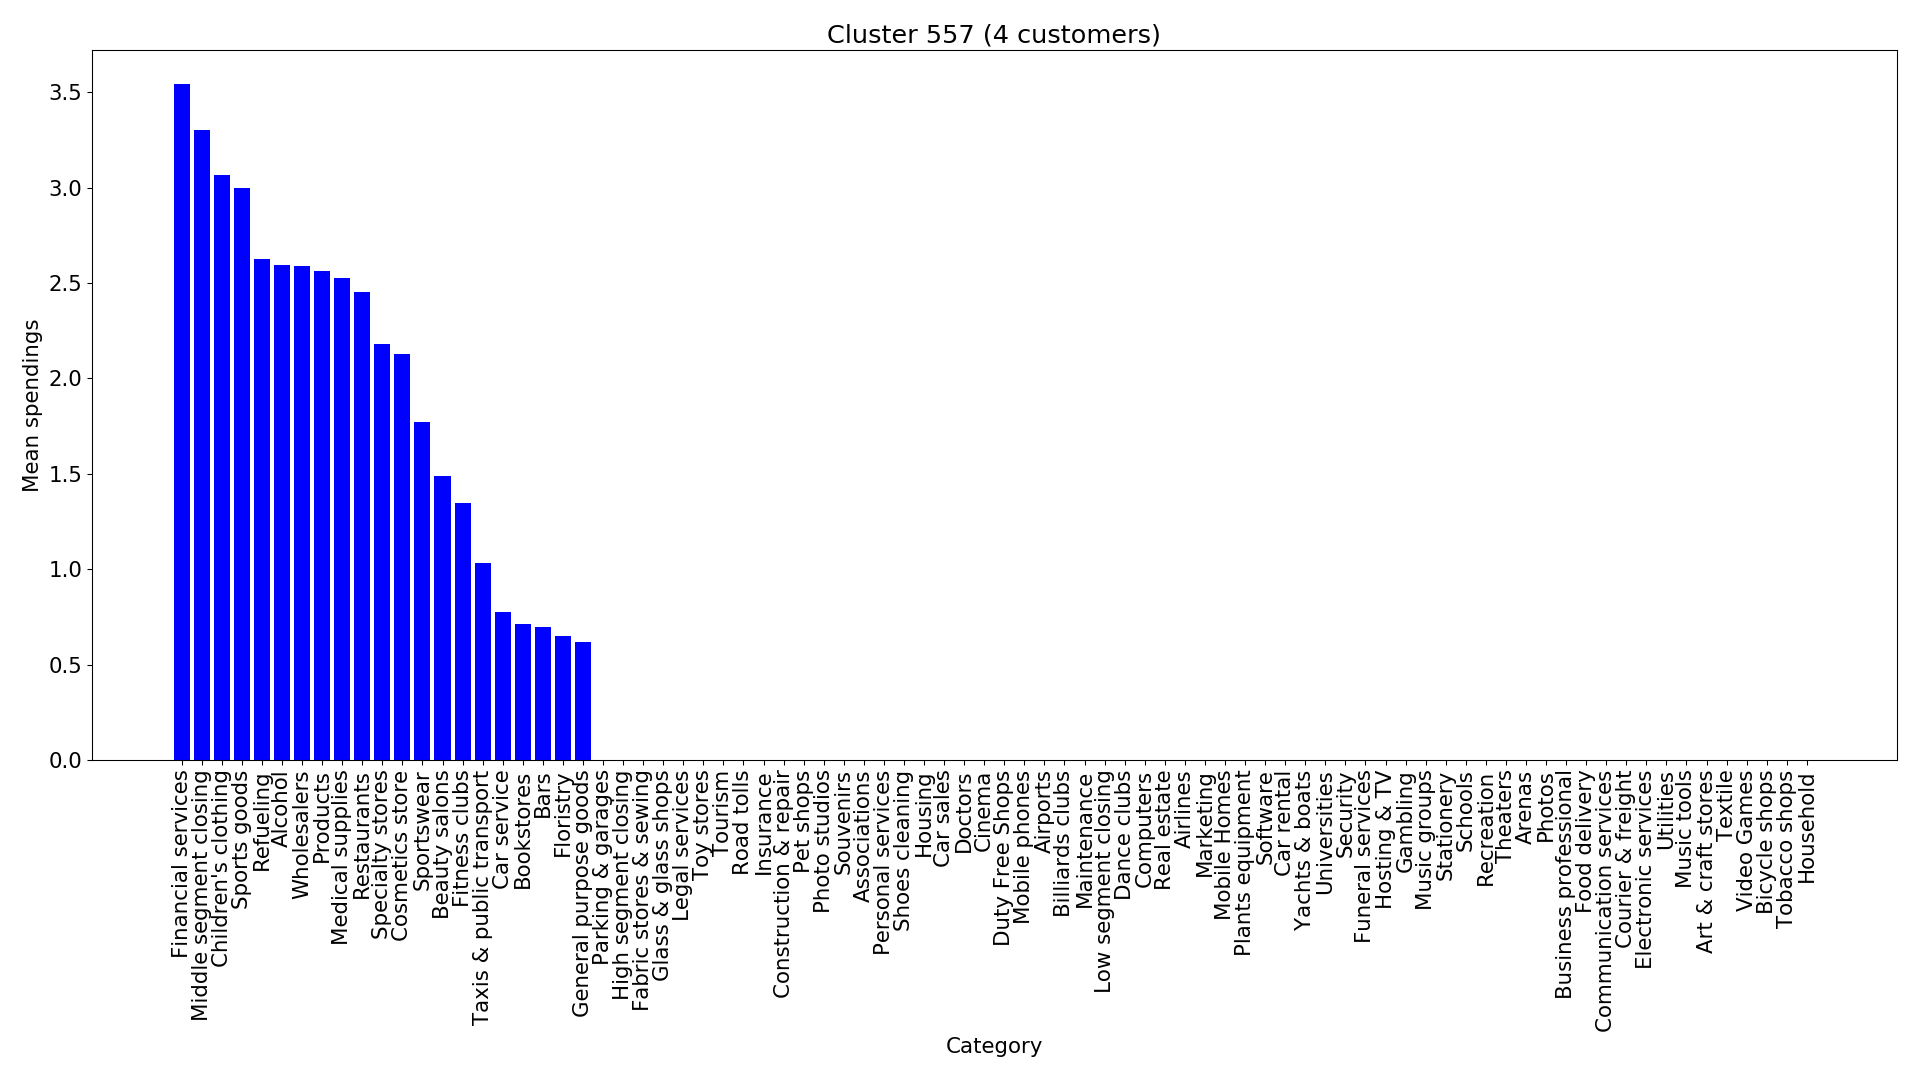 Cluster 557 (4 customers)
Mean spendings
3.5
3.0
2.5
2.0
1.5
1.0
0.5
0.0
Financial services
Middle segment closing
Children's clothing
Sports goods
Refueling
Alcohol
Wholesalers
Products
Medical supplies
Restaurants
Specialty stores
Cosmetics store
Sportswear
Beauty salons
Fitness clubs
Taxis & public transport
Car service
Bookstores
Bars
Floristry
General purpose goods
Parking & garages
High segment closing
Fabric stores & sewing
Glass & glass shops
Legal services
Toy stores
Tourism
Road tolls
Insurance
Construction & repair
Pet shops
Photo studios
Souvenirs
Associations
Personal services
Shoes cleaning
Housing
Car sales
Doctors
Cinema
Duty Free Shops
Mobile phones
Airports
Billiards clubs
Maintenance
Low segment closing
Dance clubs
Computers
Real estate
Airlines
Marketing
Mobile Homes
Plants equipment
Software
Car rental
Yachts & boats
Universities
Security
Funeral services
Hosting & TV
Gambling
Music groups
Stationery
Schools
Recreation
Theaters
Arenas
Photos
Business professional
Food delivery
Communication services
Courier & freight
Electronic services
Utilities
Music tools
Art & craft stores
Textile
Video Games
Bicycle shops
Tobacco shops
Household
Category